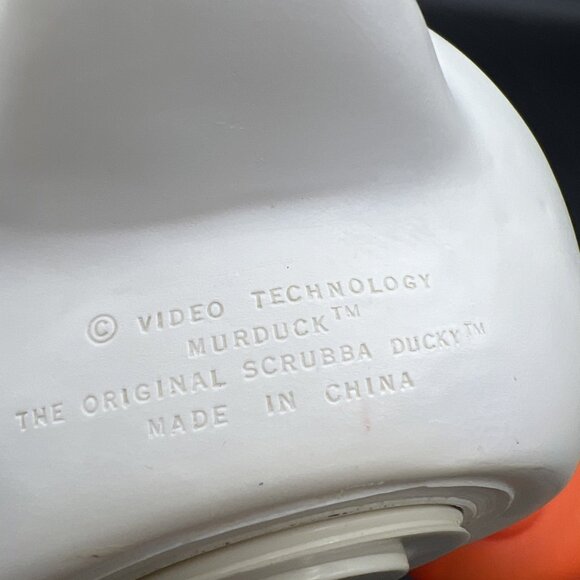 © VIDEO TECHNOLOGY
MURDUCK™
THE ORIGINAL SCRUBBA DUCKY™
MADE IN CHINA